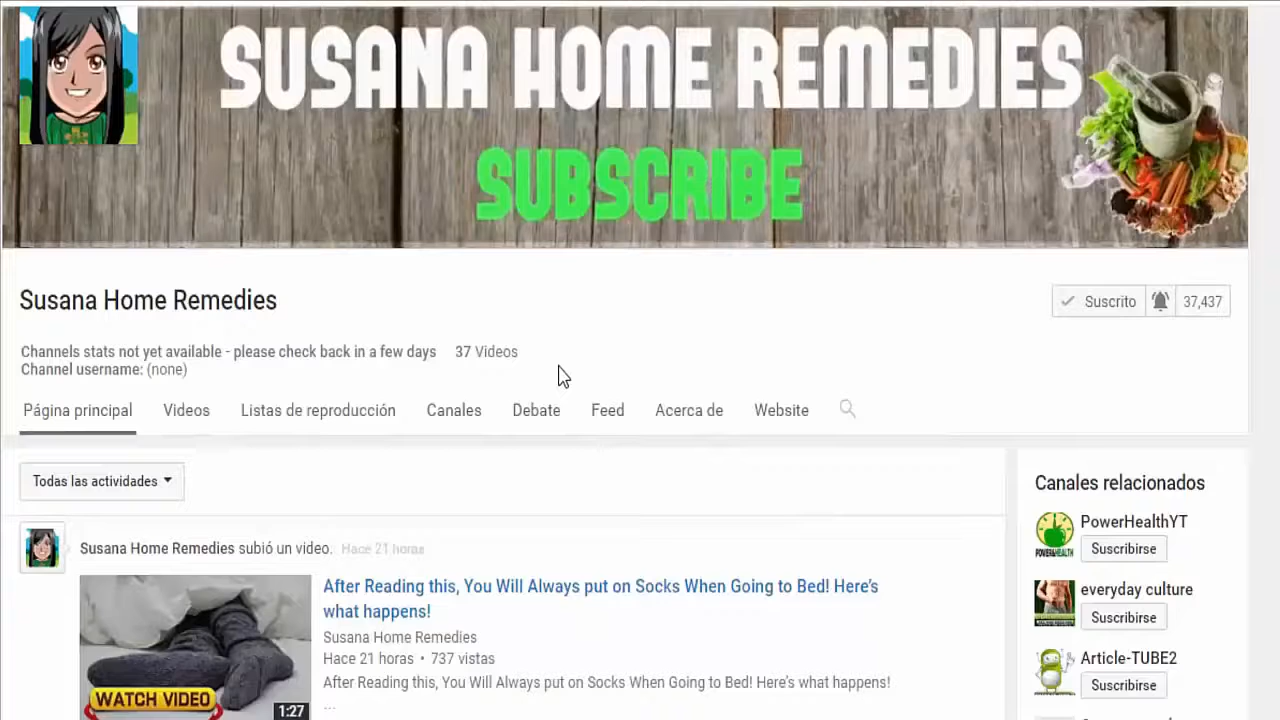 SUSANA HOME REMEDIES
SUBSCRIBE
Susana Home Remedies
Suscrito 37,437
Channels stats not yet available - please check back in a few days 37 Videos
Channel username: (none)
Página principal Videos Listas de reproducción Canales Debate Feed Acerca de Website
Todas las actividades
Canales relacionados
PowerHealthYT
Suscribirse
Susana Home Remedies subió un video. Hace 21 horas
After Reading this, You Will Always put on Socks When Going to Bed! Here's
what happens!
Susana Home Remedies
Hace 21 horas • 737 vistas
After Reading this, You Will Always put on Socks When Going to Bed! Here's what happens!
...
WATCH VIDEO
1:27
everyday culture
Suscribirse
Article-TUBE2
Suscribirse